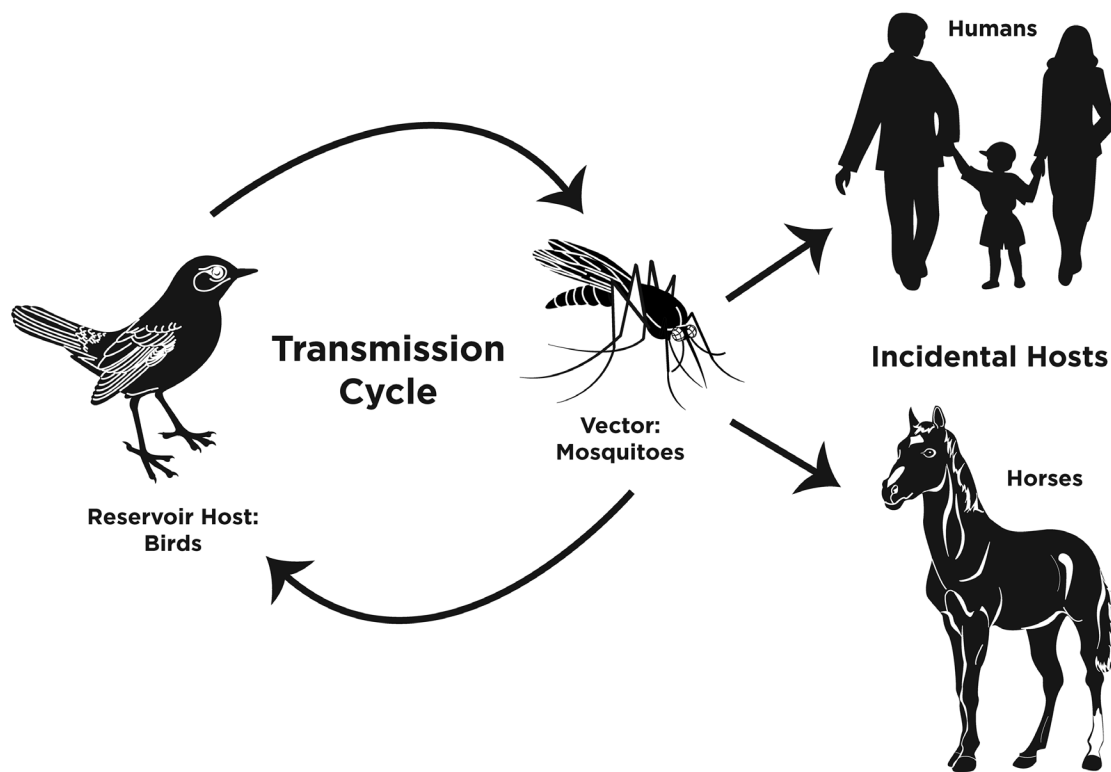 Humans
Transmission
Cycle
Incidental Hosts
Vector:
Mosquitoes
Horses
Reservoir Host:
Birds